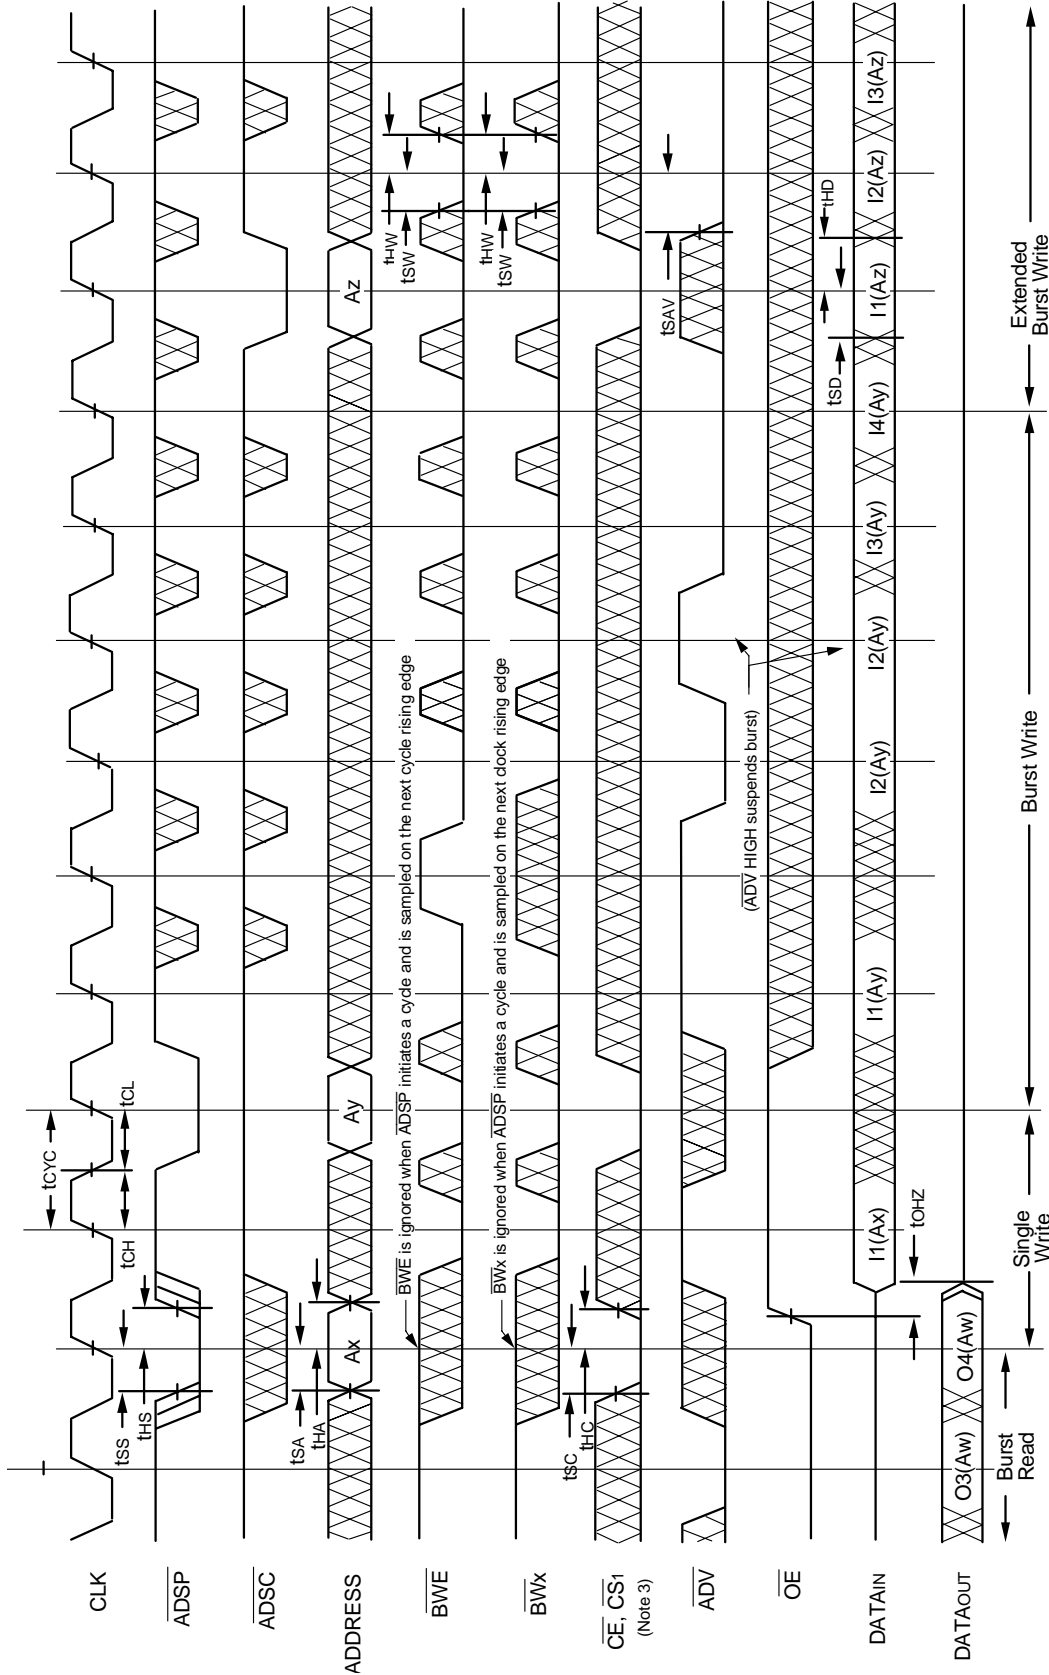 CLK
tCYC
tCH
tCL
tSS
tHS
ADSP
ADSC
ADDRESS
Ax
Ay
Az
tSA
tHA
BWE is ignored when ADSP initiates a cycle and is sampled on the next cycle rising edge
BWE
tHW
tSW
BWx is ignored when ADSP initiates a cycle and is sampled on the next dock rising edge
BWx
tHW
tSW
CE, CS1
(Note 3)
tSC
tHC
ADV
tSAV
(ADV HIGH suspends burst)
OE
tSD
tHD
DATAIN
I1(Ax)
I1(Ay)
I2(Ay)
I2(Ay)
I3(Ay)
I4(Ay)
I1(Az)
I2(Az)
I3(Az)
tOHZ
DATAOUT
O3(Aw)
O4(Aw)
Burst
Read
Single
Write
Burst Write
Extended
Burst Write